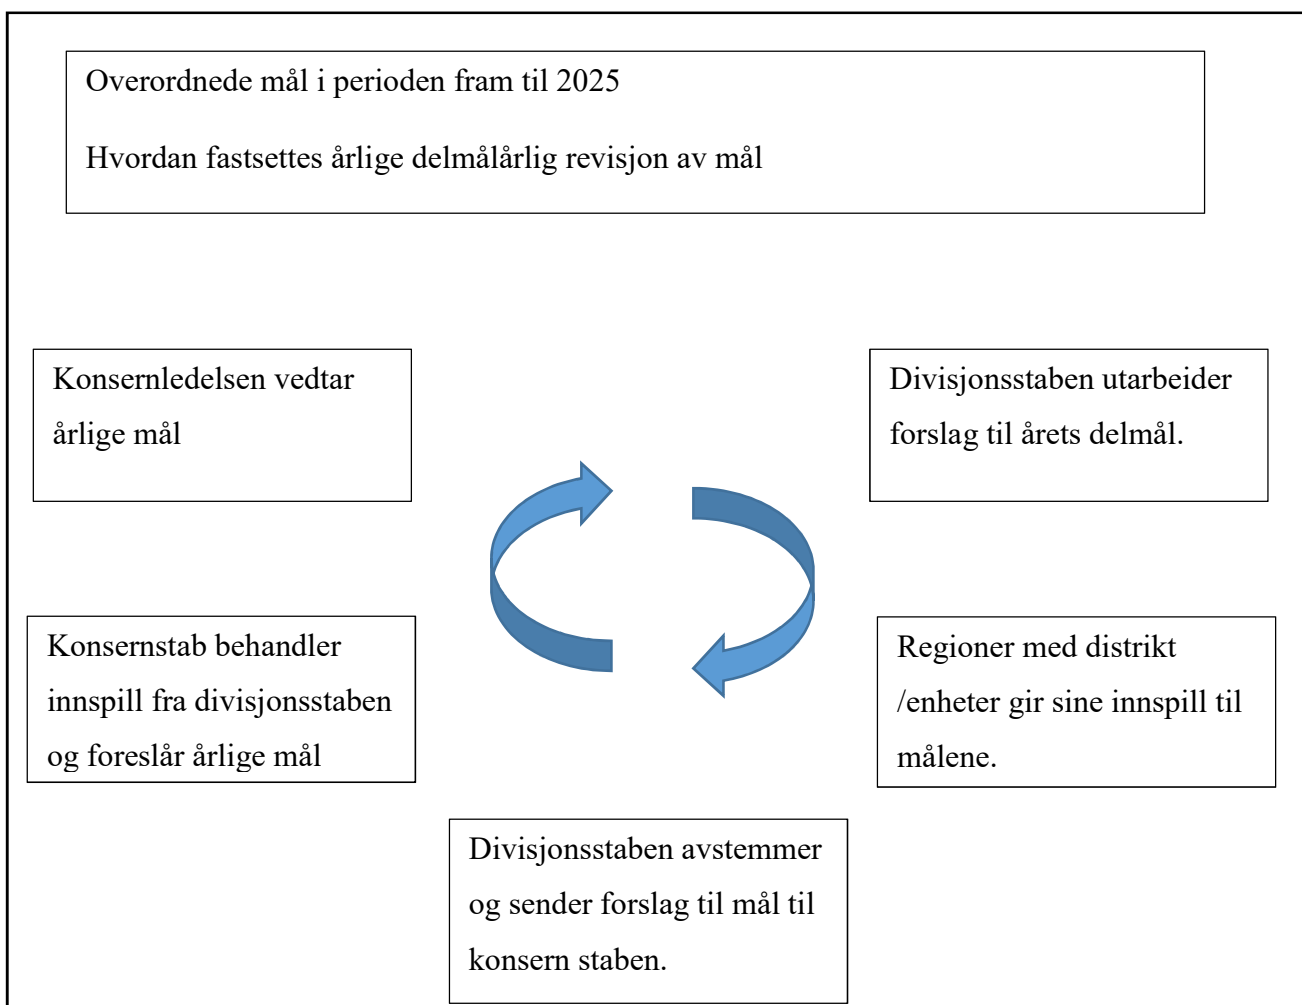 Overordnede mål i perioden fram til 2025
Hvordan fastsettes årlige delmålårlig revisjon av mål
Konsernledelsen vedtar
årlige mål
Divisjonsstaben utarbeider
forslag til årets delmål.
Konsernstab behandler
innspill fra divisjonsstaben
og foreslår årlige mål
Regioner med distrikt
/enheter gir sine innspill til
målene.
Divisjonsstaben avstemmer
og sender forslag til mål til
konsern staben.